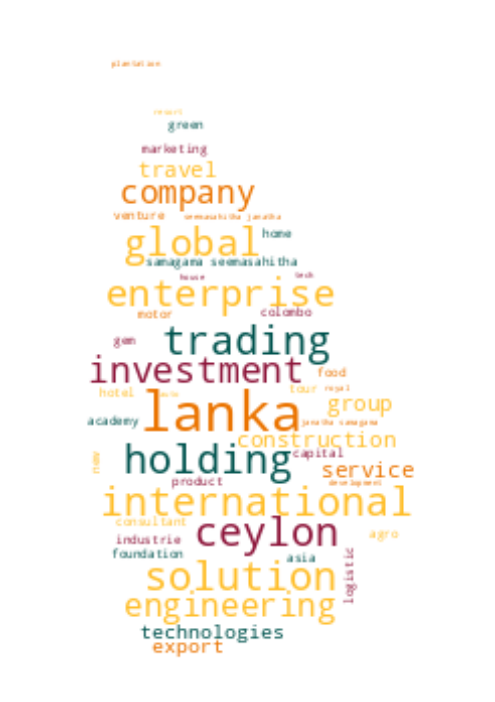 plantation
resort
green
marketing
travel
company
venture seemasahitha janatha
global home
samagama seemasahitha
house tech
enterprise
motor colombo
trading
gem
investment food
hotel tour royal
lanka group
academy janatha samagama
construction
holding capital
new service
product development
international
consultant ceylon agro
industrie
foundation asia
logistic
solution
engineering
technologies
export